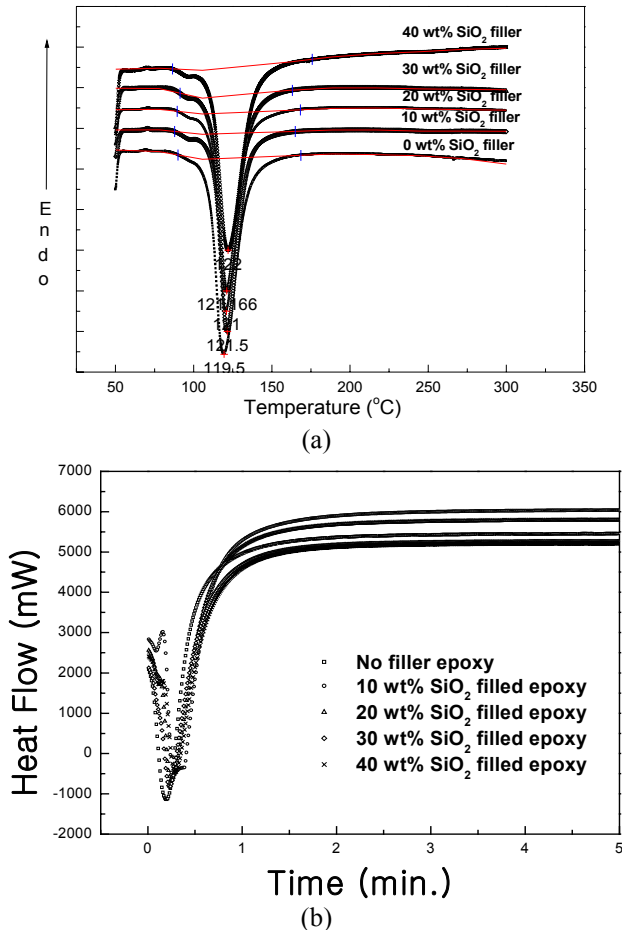 40 wt% SiO2 filler
30 wt% SiO2 filler
20 wt% SiO2 filler
10 wt% SiO2 filler
0 wt% SiO2 filler
Endo
122
121.166
121
121.5
119.5
50 100 150 200 250 300 350
Temperature (°C)
(a)
7000
6000
5000
4000
3000
2000
1000
0
-1000
-2000
Heat Flow (mW)
No filler epoxy
10 wt% SiO2 filled epoxy
20 wt% SiO2 filled epoxy
30 wt% SiO2 filled epoxy
40 wt% SiO2 filled epoxy
0 1 2 3 4 5
Time (min.)
(b)